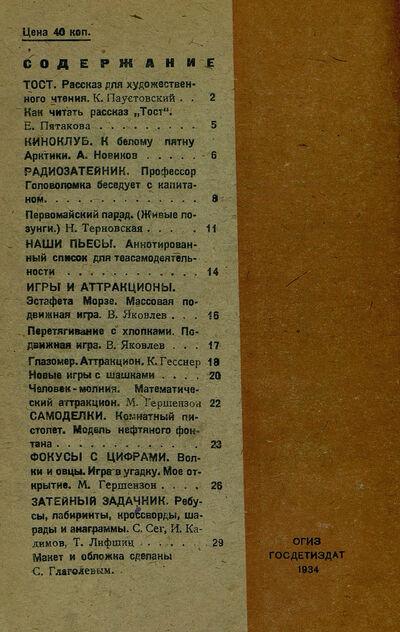 Цена 40 коп.
СОДЕРЖАНИЕ
ТОСТ. Рассказ для художествен-
ного чтения. К. Паустовский . . 2
Как читать рассказ „Тост“.
Е. Пятакова . . . . . . . . . 5
КИНОКЛУБ. К белому пятну
Арктики. А. Новиков . . . . . 6
РАДИОЗАТЕЙНИК. Профессор
Головоломка беседует с капита-
ном. . . . . . . . . . . . . 8
Первомайский парад. (Живые ло-
зунги.) Н. Терновская . . . . 11
НАШИ ПЬЕСЫ. Аннотирован-
ный список для теасамодеятель-
ности . . . . . . . . . . . 14
ИГРЫ И АТТРАКЦИОНЫ.
Эстафета Морзе. Массовая по-
движная игра. В. Яковлев . . . 16
Перетягивание с хлопками. По-
движная игра. В. Яковлев . . . 17
Глазомер. Аттракцион. К. Гесснер 18
Новые игры с шашками . . . . 20
Человек-молния. Математичес-
кий аттракцион. М. Гершензон 22
САМОДЕЛКИ. Комнатный пи-
столет. Модель нефтяного фон-
тана . . . . . . . . . . . . 23
ФОКУСЫ С ЦИФРАМИ. Вол-
ки и овцы. Игра в угадку. Мое от-
крытие. М. Гершензон . . . . 26
ЗАТЕЙНЫЙ ЗАДАЧНИК. Ребу-
сы, лабиринты, кроссворды, ша-
рады и анаграммы. С. Сег, И. Ка-
димов, Т. Лифшиц . . . . . . 29
Макет и обложка сделаны
С. Глаголевым.
ОГИЗ
ГОСДЕТИЗДАТ
1934